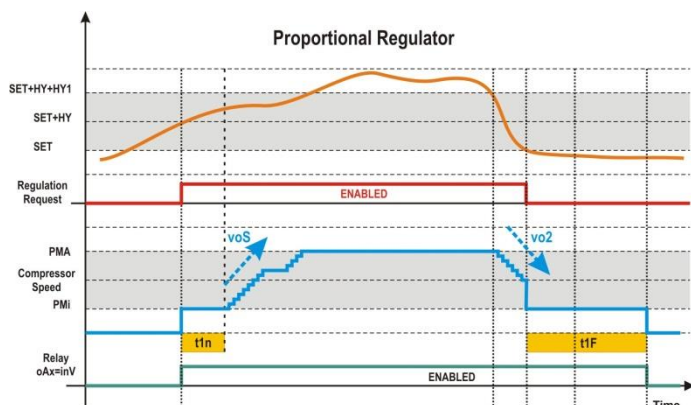 Proportional Regulator
SET+HY+HY1
SET+HY
SET
Regulation
Request
ENABLED
voS
vo2
PMA
Compressor
Speed
PMi
t1n
t1F
Relay
oAx=inV
ENABLED
Time